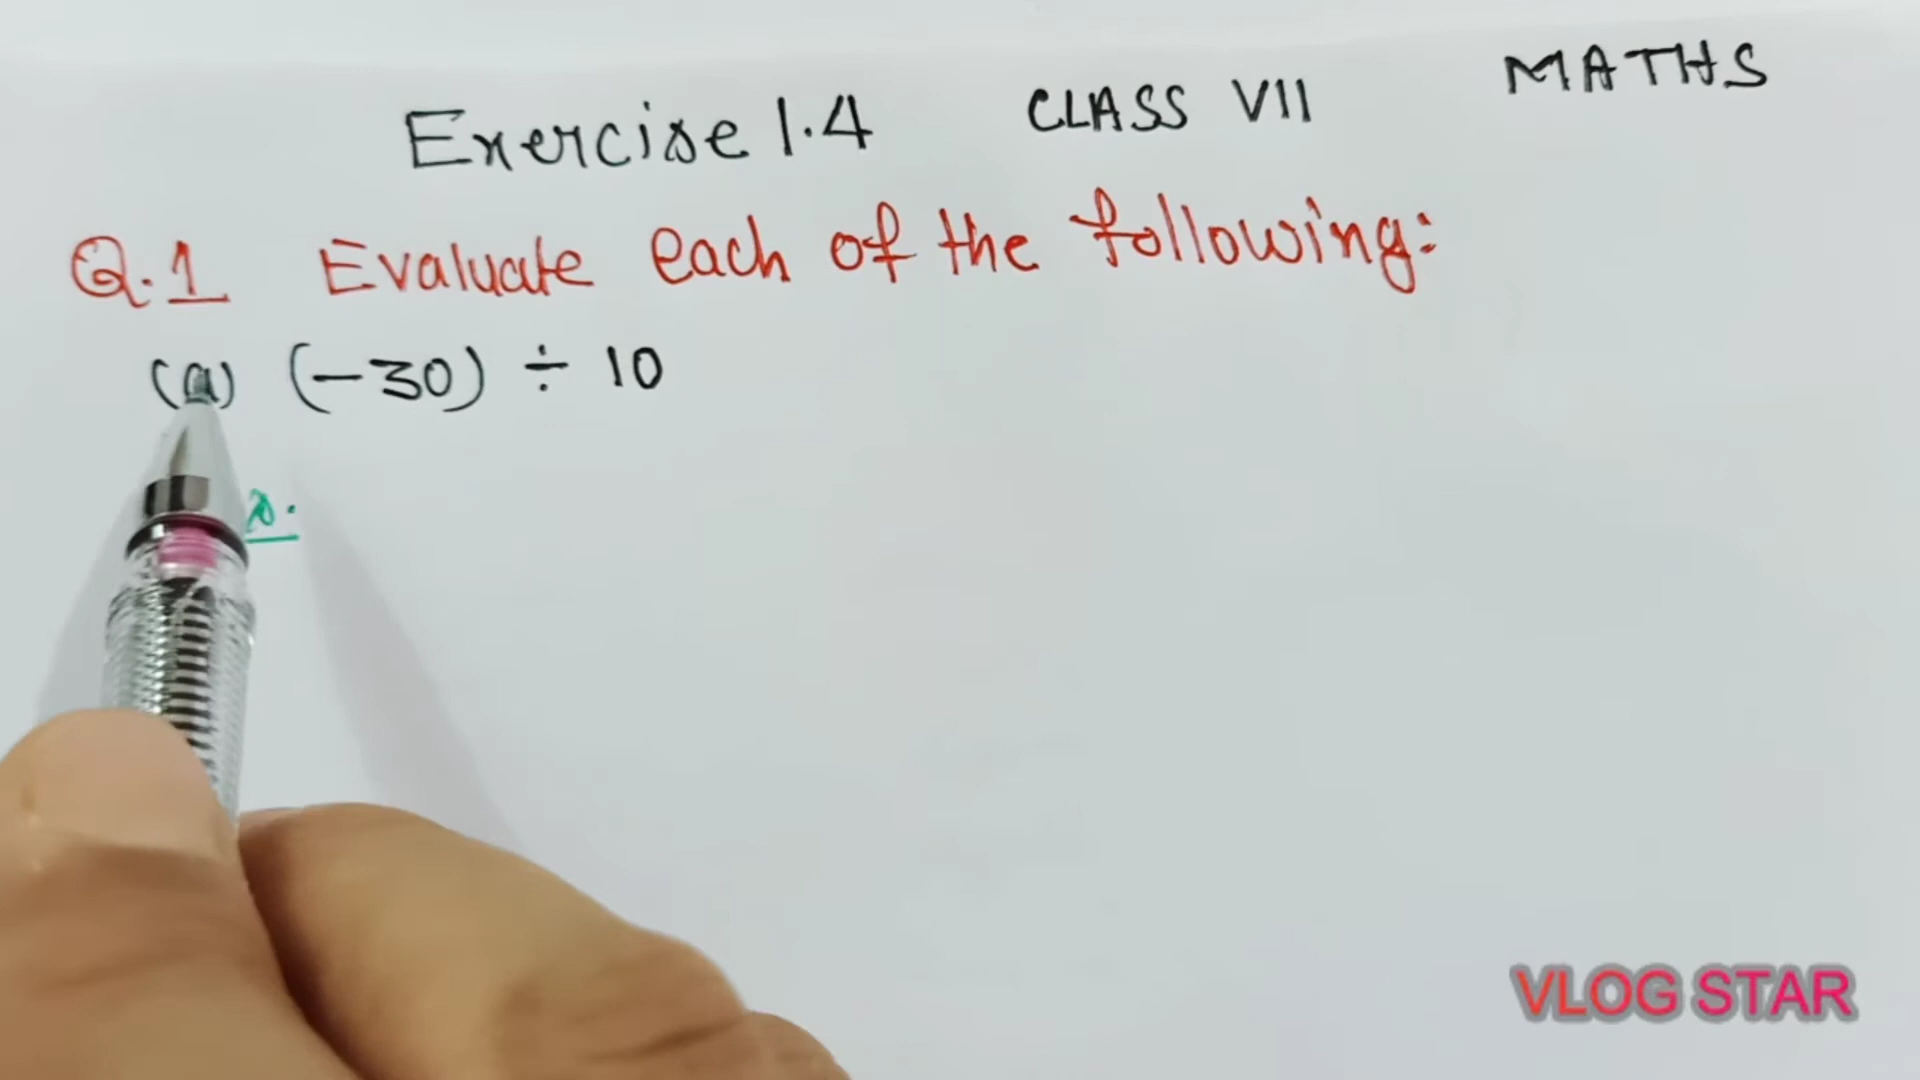 MATHS
Exercise 1.4 CLASS VII
Q.1 Evaluate each of the following:
(a) (-30) ÷ 10
VLOG STAR